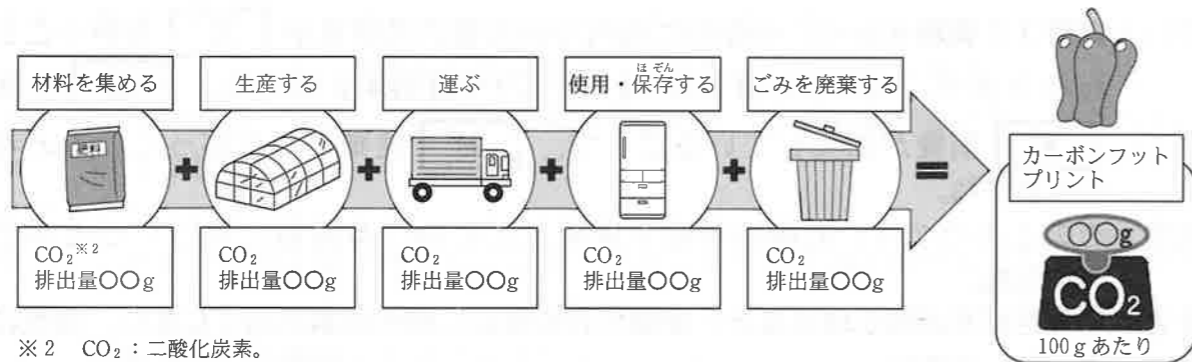 材料を集める
生産する
運ぶ
ほぞん
使用・保存する
ごみを廃棄する
肥料
カーボンフット
プリント
CO₂※2
排出量〇〇g
CO₂
排出量〇〇g
CO₂
排出量〇〇g
CO₂
排出量〇〇g
CO₂
排出量〇〇g
〇〇g
CO₂
100gあたり
※2 CO₂：二酸化炭素。